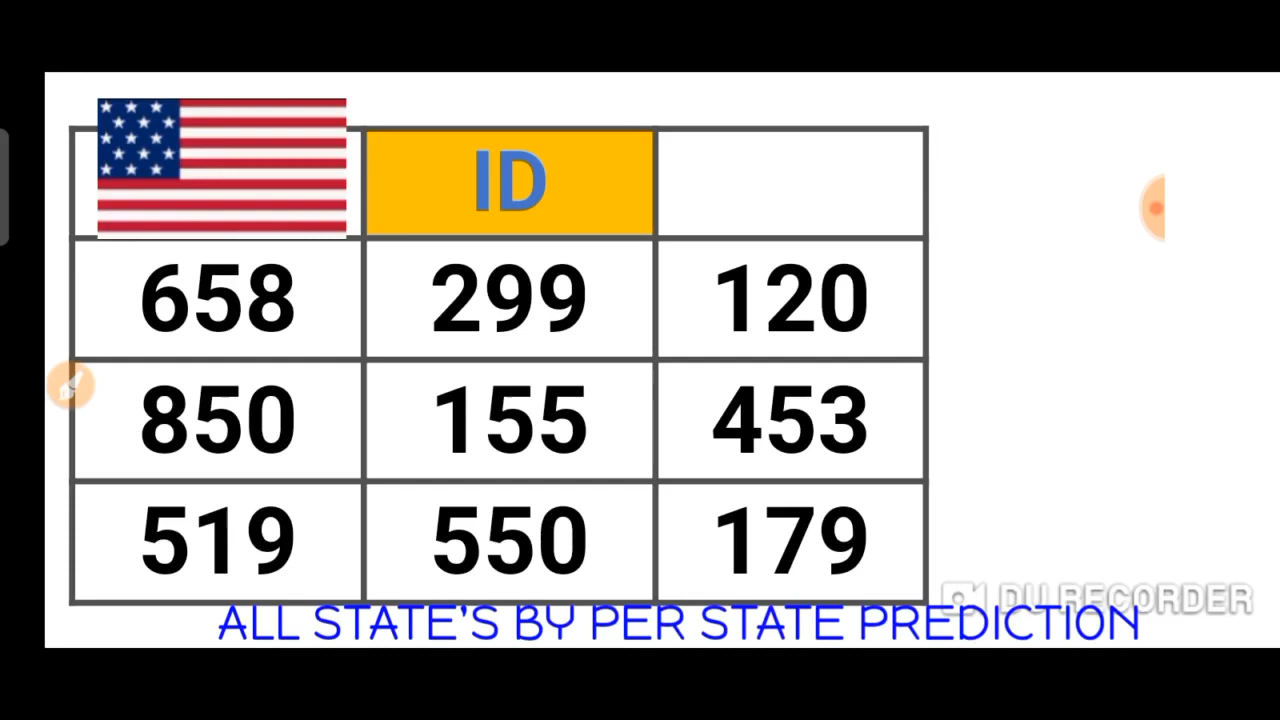 ID
658 299 120
850 155 453
519 550 179
DU RECORDER
ALL STATE'S BY PER STATE PREDICTION